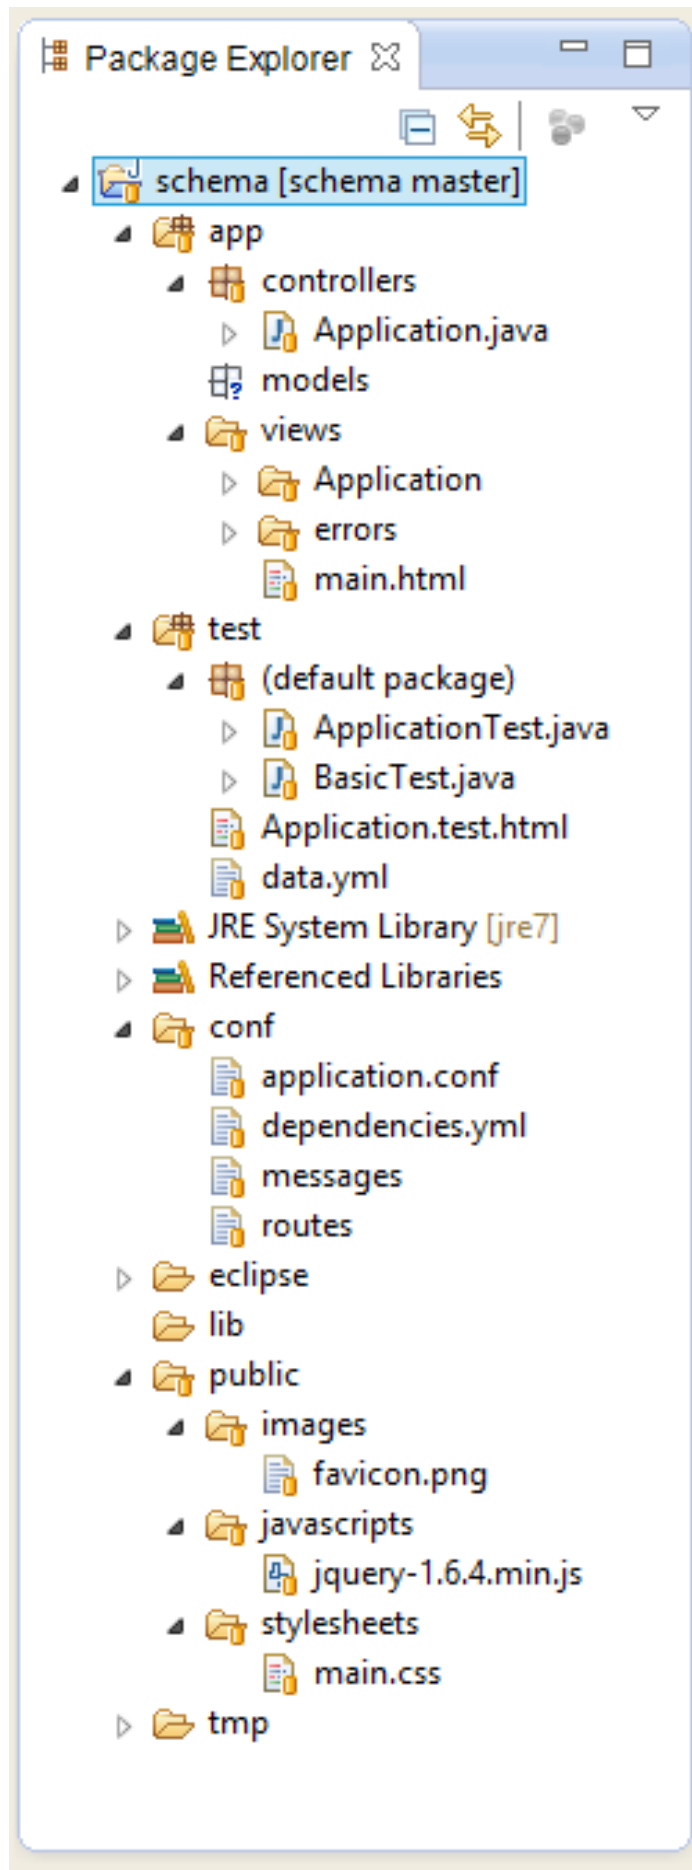 Package Explorer
schema [schema master]
app
controllers
Application.java
models
views
Application
errors
main.html
test
(default package)
ApplicationTest.java
BasicTest.java
Application.test.html
data.yml
JRE System Library [jre7]
Referenced Libraries
conf
application.conf
dependencies.yml
messages
routes
eclipse
lib
public
images
favicon.png
javascripts
jquery-1.6.4.min.js
stylesheets
main.css
tmp